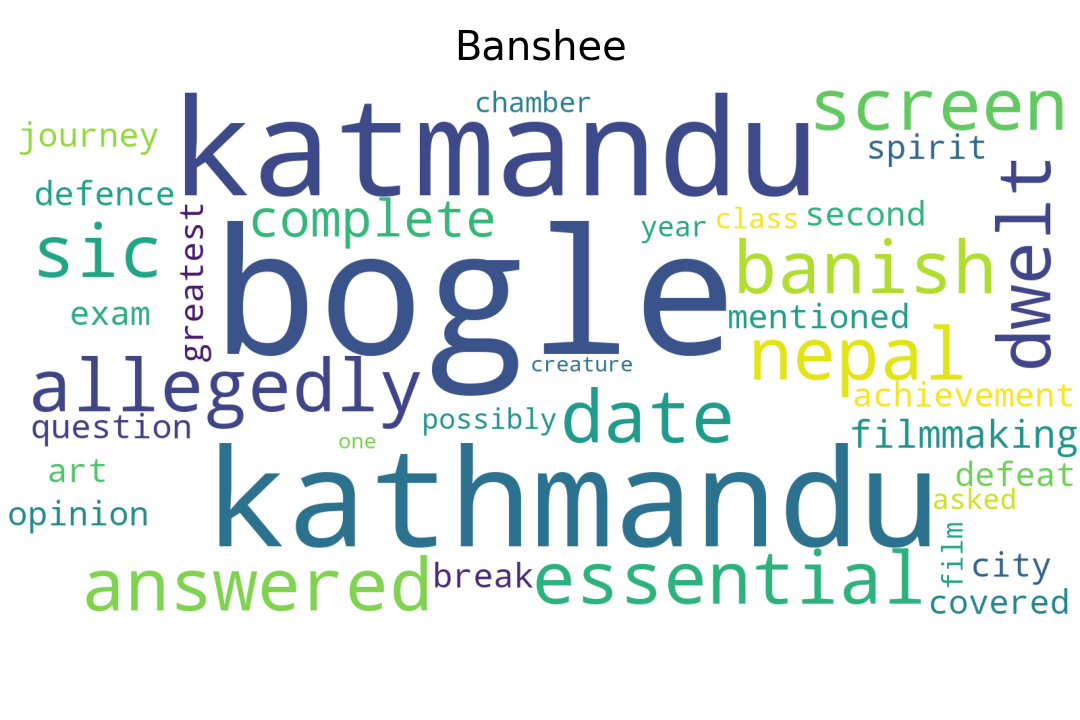 Banshee
chamber
katmandu
screen
journey
spirit
defence
dwelt
complete
greatest
year
class
second
sic
bogle
banish
exam
mentioned
nepal
allegedly
creature
achievement
question
possibly
date
one
filmmaking
art
kathmandu
defeat
asked
opinion
film
answered
break
essential
city
covered